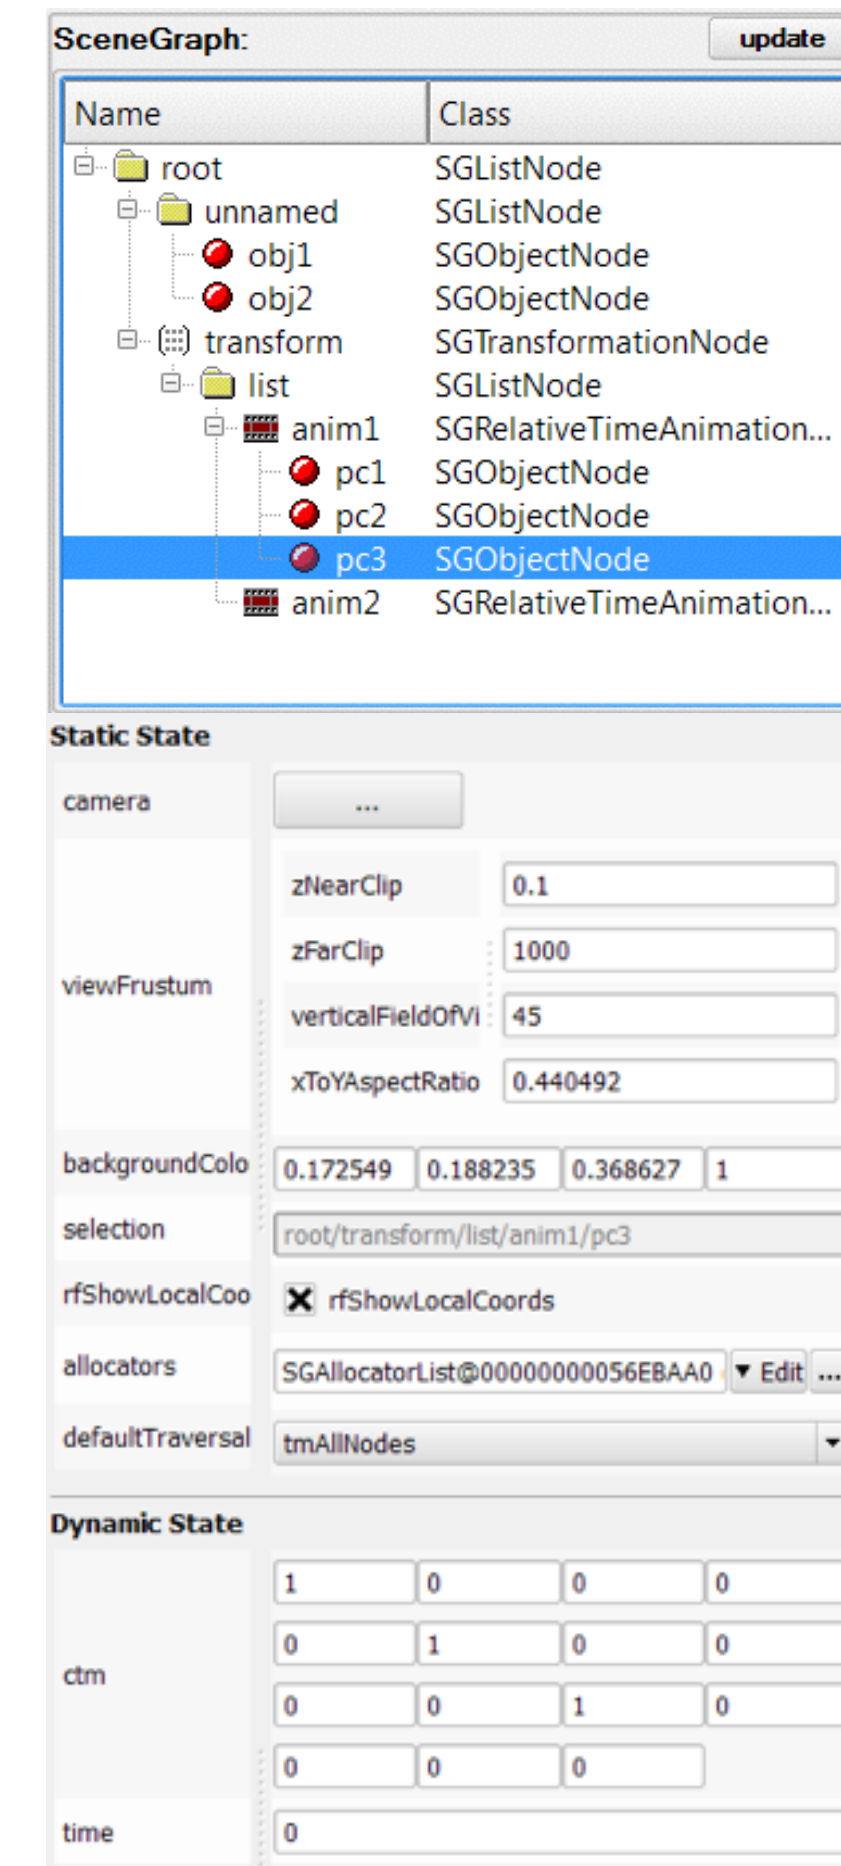 SceneGraph: update
Name Class
root SGListNode
unnamed SGListNode
obj1 SGObjectNode
obj2 SGObjectNode
transform SGTransformationNode
list SGListNode
anim1 SGRelativeTimeAnimation...
pc1 SGObjectNode
pc2 SGObjectNode
pc3 SGObjectNode
anim2 SGRelativeTimeAnimation...
Static State
camera ...
zNearClip 0.1
zFarClip 1000
viewFrustum
verticalFieldOfVi 45
xToYAspectRatio 0.440492
backgroundColo 0.172549 0.188235 0.368627 1
selection root/transform/list/anim1/pc3
rfShowLocalCoo rfShowLocalCoords
allocators SGAllocatorList@00000000056EBAA0 Edit ...
defaultTraversal tmAllNodes
Dynamic State
1 0 0 0
0 1 0 0
ctm
0 0 1 0
0 0 0
time 0